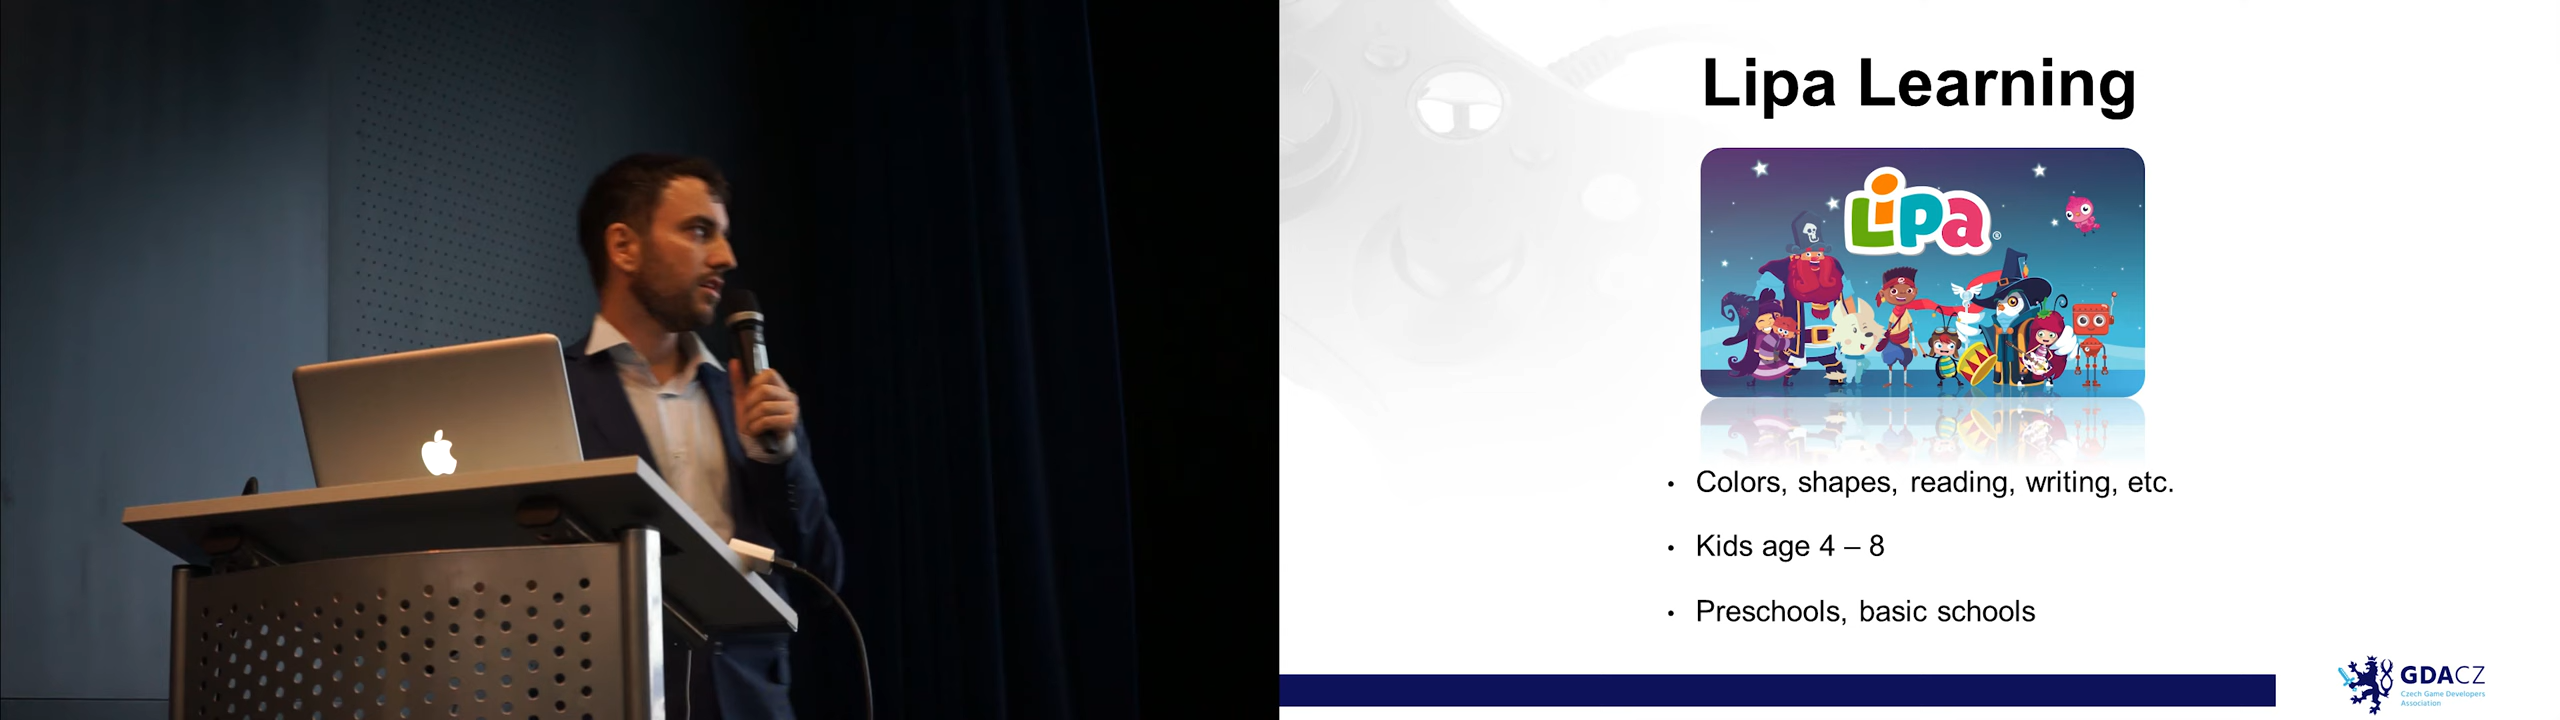 Lipa Learning
Lipa®
• Colors, shapes, reading, writing, etc.
• Kids age 4 – 8
• Preschools, basic schools
GDACZ
Czech Game Developers
Association